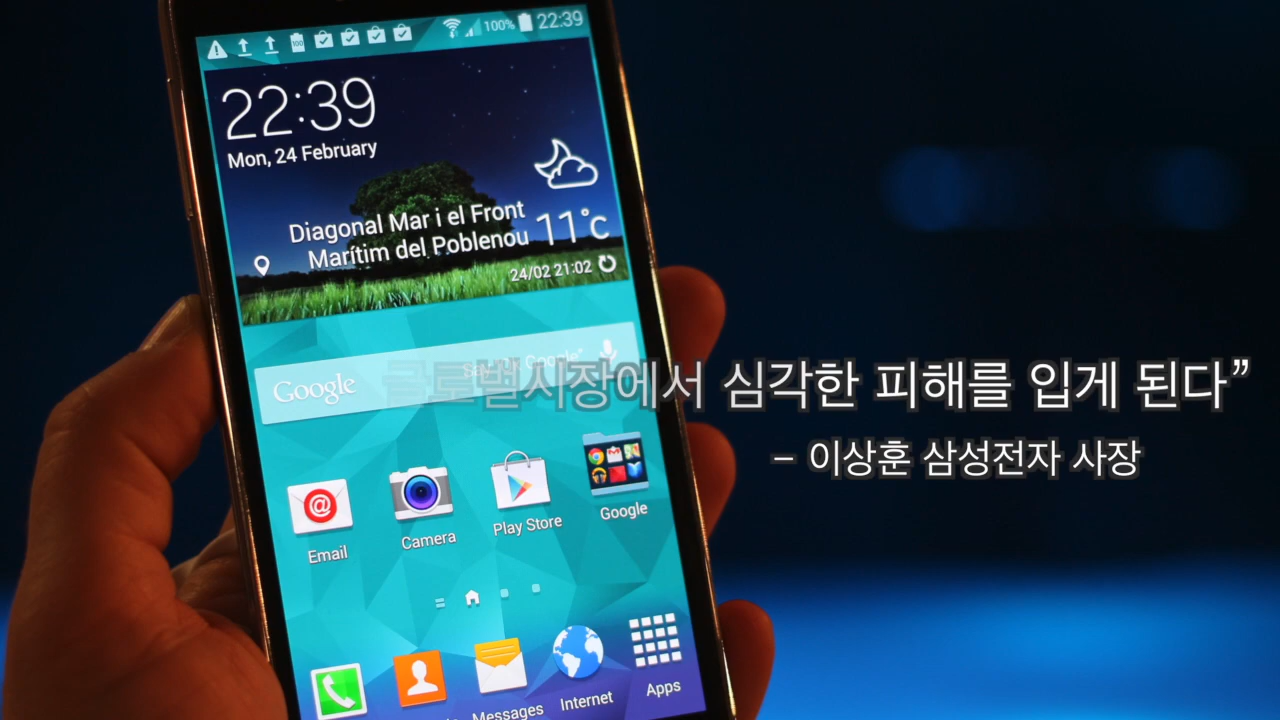 100% 22:39
22:39
Mon, 24 February
Diagonal Mar i el Front
Marítim del Poblenou
11°c
24/02 21:02
Google
글로벌시장에서 심각한 피해를 입게 된다”
– 이상훈 삼성전자 사장
Email
Camera
Play Store
Google
Messages
Internet
Apps